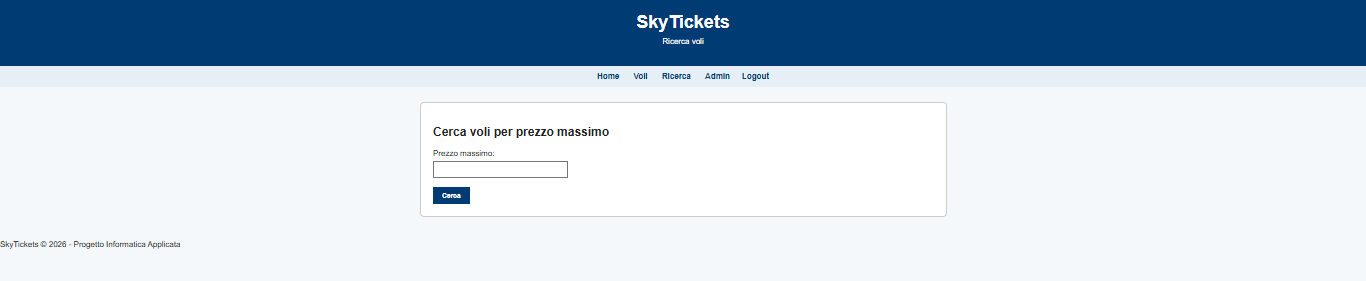 SkyTickets
Ricerca voli
Home Voli Ricerca Admin Logout
Cerca voli per prezzo massimo
Prezzo massimo:
Cerca
SkyTickets © 2026 - Progetto Informatica Applicata